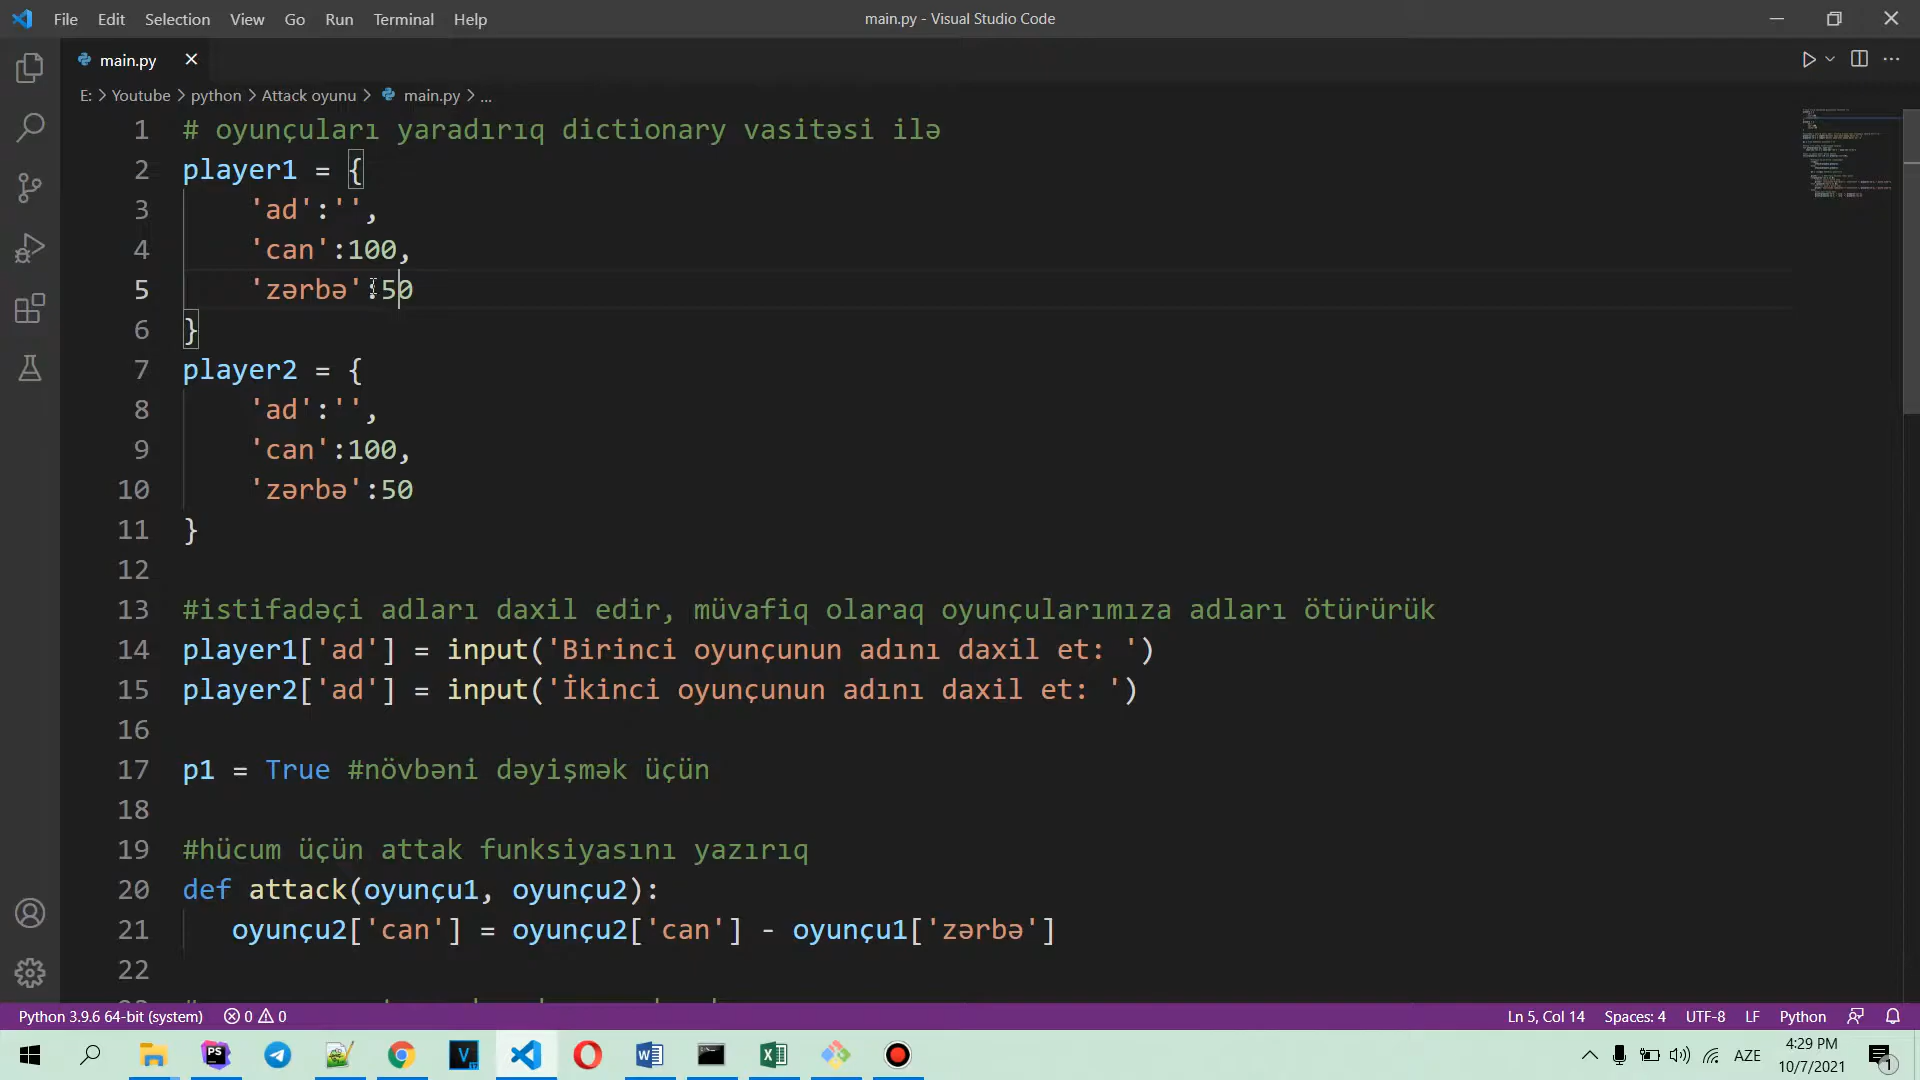 File Edit Selection View Go Run Terminal Help
main.py - Visual Studio Code
main.py
E: > Youtube > python > Attack oyunu > main.py > ...
1 # oyunçuları yaradırıq dictionary vasitəsi ilə
2 player1 = {
3 'ad':'',
4 'can':100,
5 'zərbə':50
6 }
7 player2 = {
8 'ad':'',
9 'can':100,
10 'zərbə':50
11 }
12
13 #istifadəçi adları daxil edir, müvafiq olaraq oyunçularımıza adları ötürürük
14 player1['ad'] = input('Birinci oyunçunun adını daxil et: ')
15 player2['ad'] = input('İkinci oyunçunun adını daxil et: ')
16
17 p1 = True #növbəni dəyişmək üçün
18
19 #hücum üçün attak funksiyasını yazırıq
20 def attack(oyunçu1, oyunçu2):
21 oyunçu2['can'] = oyunçu2['can'] - oyunçu1['zərbə']
22
Python 3.9.6 64-bit (system) 0 0
Ln 5, Col 14 Spaces: 4 UTF-8 LF Python
PS V
AZE
4:29 PM
10/7/2021
1